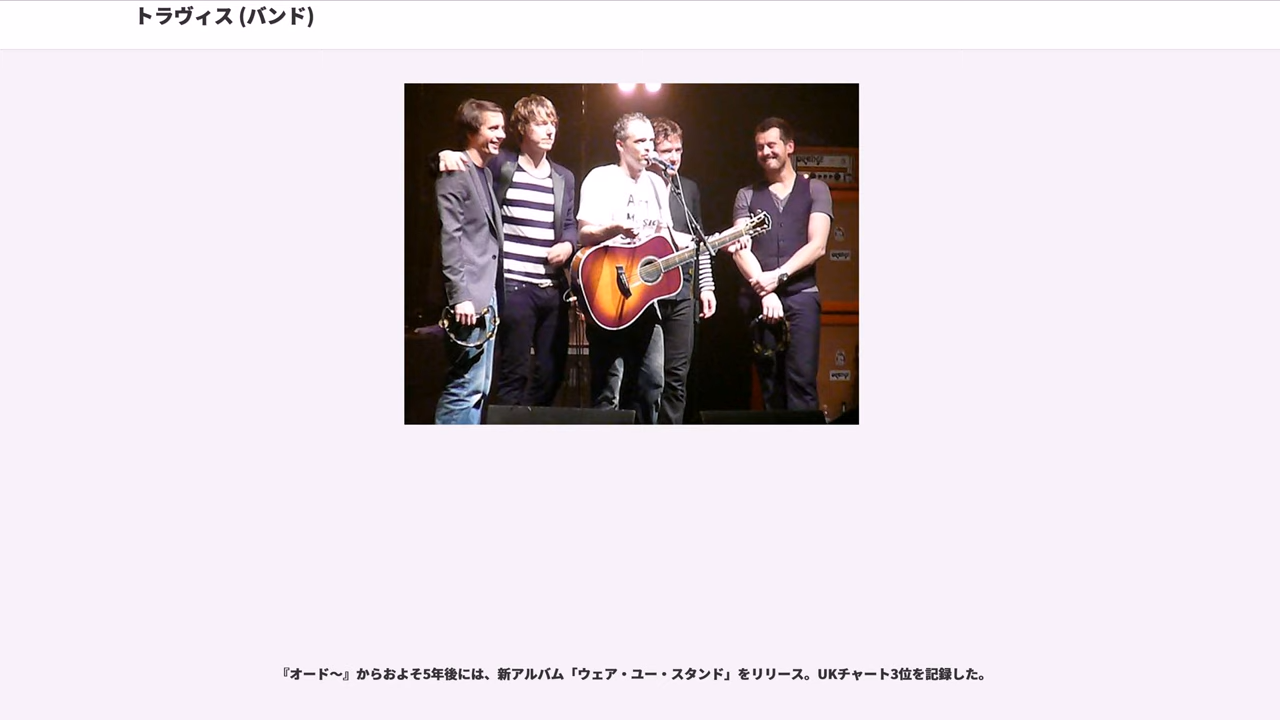 トラヴィス (バンド)
『オード〜』からおよそ5年後には、新アルバム「ウェア・ユー・スタンド」をリリース。UKチャート3位を記録した。